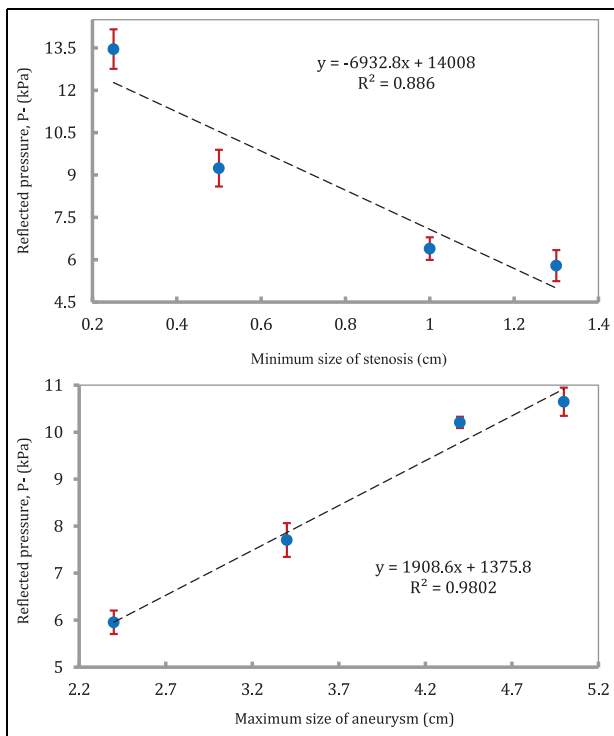 13.5
12
10.5
9
7.5
6
4.5
Reflected pressure, P- (kPa)
y = -6932.8x + 14008
R² = 0.886
0.2 0.4 0.6 0.8 1 1.2 1.4
Minimum size of stenosis (cm)
11
10
9
8
7
6
5
Reflected pressure, P- (kPa)
y = 1908.6x + 1375.8
R² = 0.9802
2.2 2.7 3.2 3.7 4.2 4.7 5.2
Maximum size of aneurysm (cm)